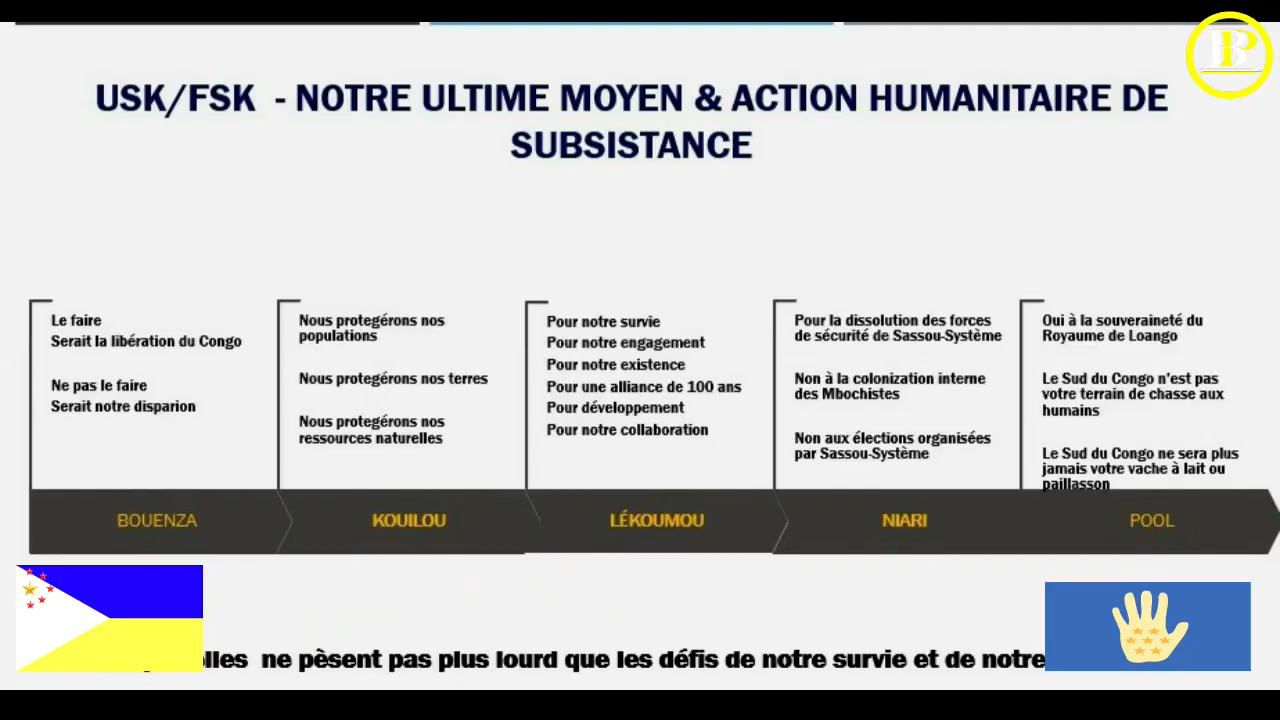 BP
USK/FSK - NOTRE ULTIME MOYEN & ACTION HUMANITAIRE DE
SUBSISTANCE
Le faire
Serait la libération du Congo
Ne pas le faire
Serait notre disparion
Nous protegérons nos
populations
Nous protegérons nos terres
Nous protegérons nos
ressources naturelles
Pour notre survie
Pour notre engagement
Pour notre existence
Pour une alliance de 100 ans
Pour développement
Pour notre collaboration
Pour la dissolution des forces
de sécurité de Sassou-Système
Non à la colonization interne
des Mbochistes
Non aux élections organisées
par Sassou-Système
Oui à la souveraineté du
Royaume de Loango
Le Sud du Congo n'est pas
votre terrain de chasse aux
humains
Le Sud du Congo ne sera plus
jamais votre vache à lait ou
paillasson
BOUENZA
KOUILOU
LÉKOUMOU
NIARI
POOL
ne pèsent pas plus lourd que les défis de notre survie et de notre